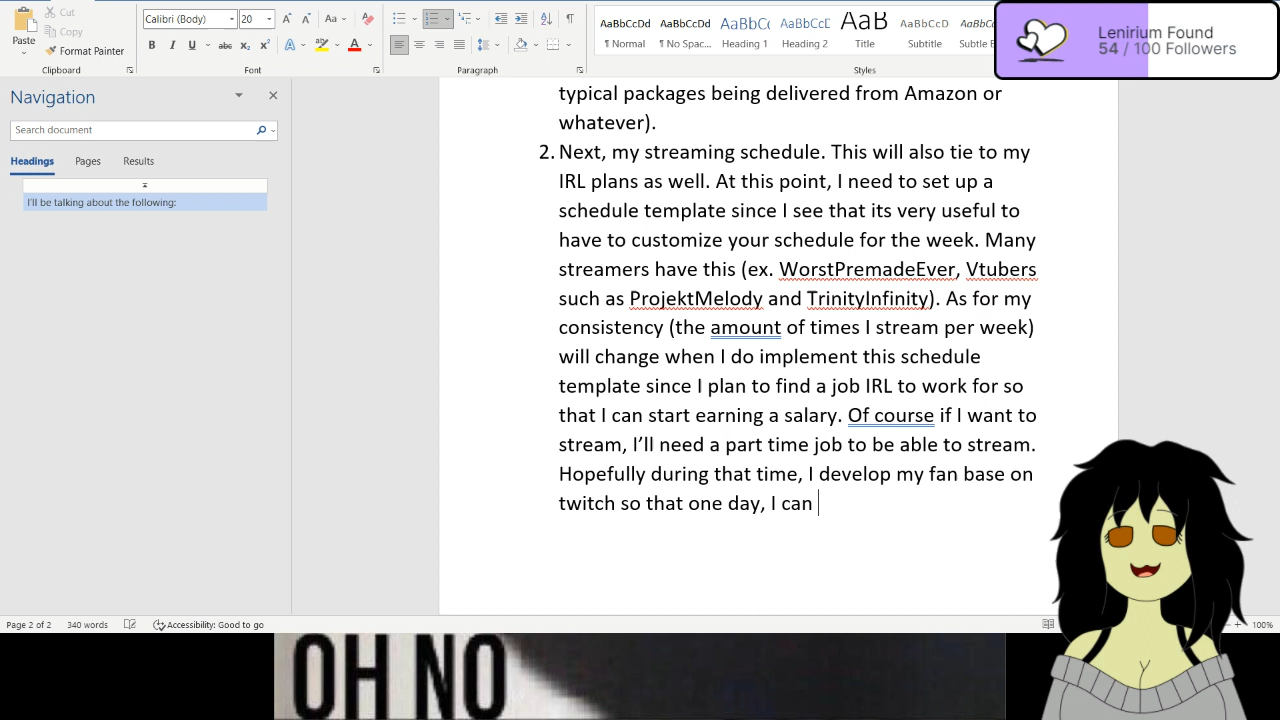 Cut
Copy
Paste
Format Painter
Clipboard
Calibri (Body)
20
Font
Paragraph
AaBbCcDd
¶ Normal
AaBbCcDd
¶ No Spac...
AaBbC
Heading 1
AaBbCcD
Heading 2
AaB
Title
AaBbCcD
Subtitle
AaBbC
Subtle E
Styles
Lenirium Found
54 / 100 Followers
Navigation
Search document
Headings
Pages
Results
I'll be talking about the following:
typical packages being delivered from Amazon or
whatever).
2. Next, my streaming schedule. This will also tie to my
IRL plans as well. At this point, I need to set up a
schedule template since I see that its very useful to
have to customize your schedule for the week. Many
streamers have this (ex. WorstPremadeEver, Vtubers
such as ProjektMelody and TrinityInfinity). As for my
consistency (the amount of times I stream per week)
will change when I do implement this schedule
template since I plan to find a job IRL to work for so
that I can start earning a salary. Of course if I want to
stream, I'll need a part time job to be able to stream.
Hopefully during that time, I develop my fan base on
twitch so that one day, I can
Page 2 of 2
340 words
Accessibility: Good to go
100%
OH NO